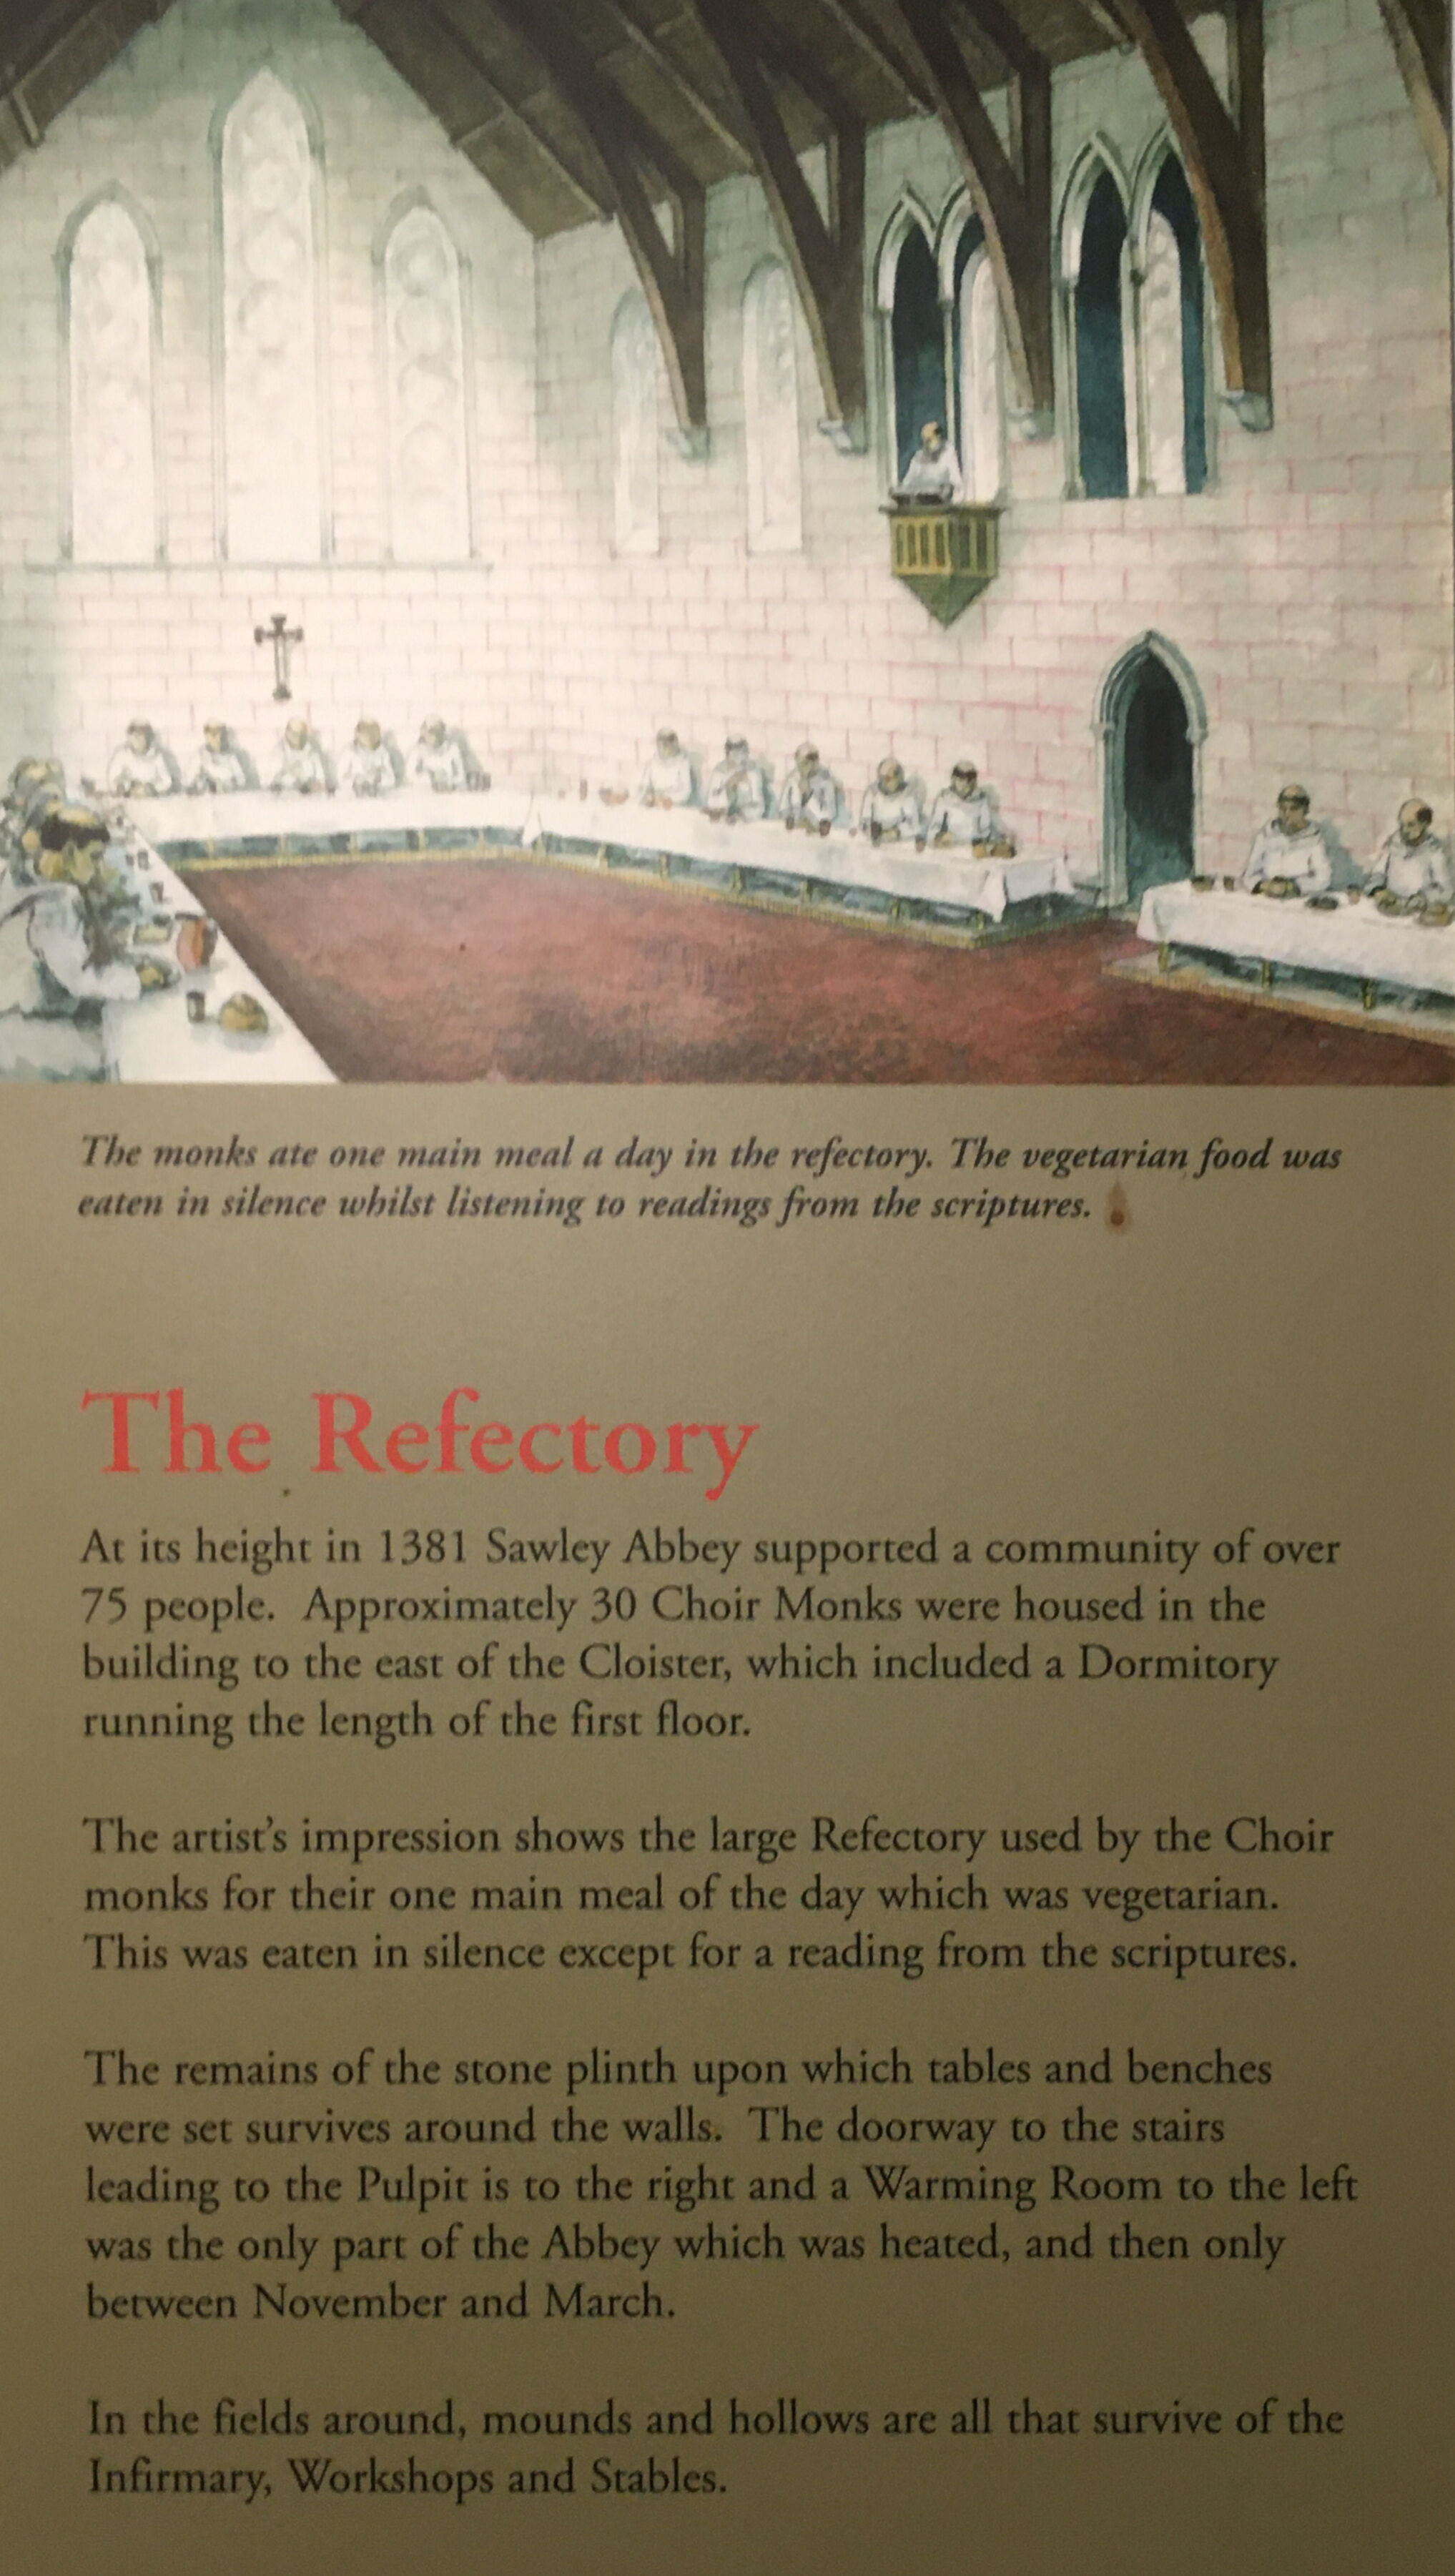 The monks ate one main meal a day in the refectory. The vegetarian food was
eaten in silence whilst listening to readings from the scriptures.
The Refectory
At its height in 1381 Sawley Abbey supported a community of over
75 people. Approximately 30 Choir Monks were housed in the
building to the east of the Cloister, which included a Dormitory
running the length of the first floor.
The artist's impression shows the large Refectory used by the Choir
monks for their one main meal of the day which was vegetarian.
This was eaten in silence except for a reading from the scriptures.
The remains of the stone plinth upon which tables and benches
were set survives around the walls. The doorway to the stairs
leading to the Pulpit is to the right and a Warming Room to the left
was the only part of the Abbey which was heated, and then only
between November and March.
In the fields around, mounds and hollows are all that survive of the
Infirmary, Workshops and Stables.